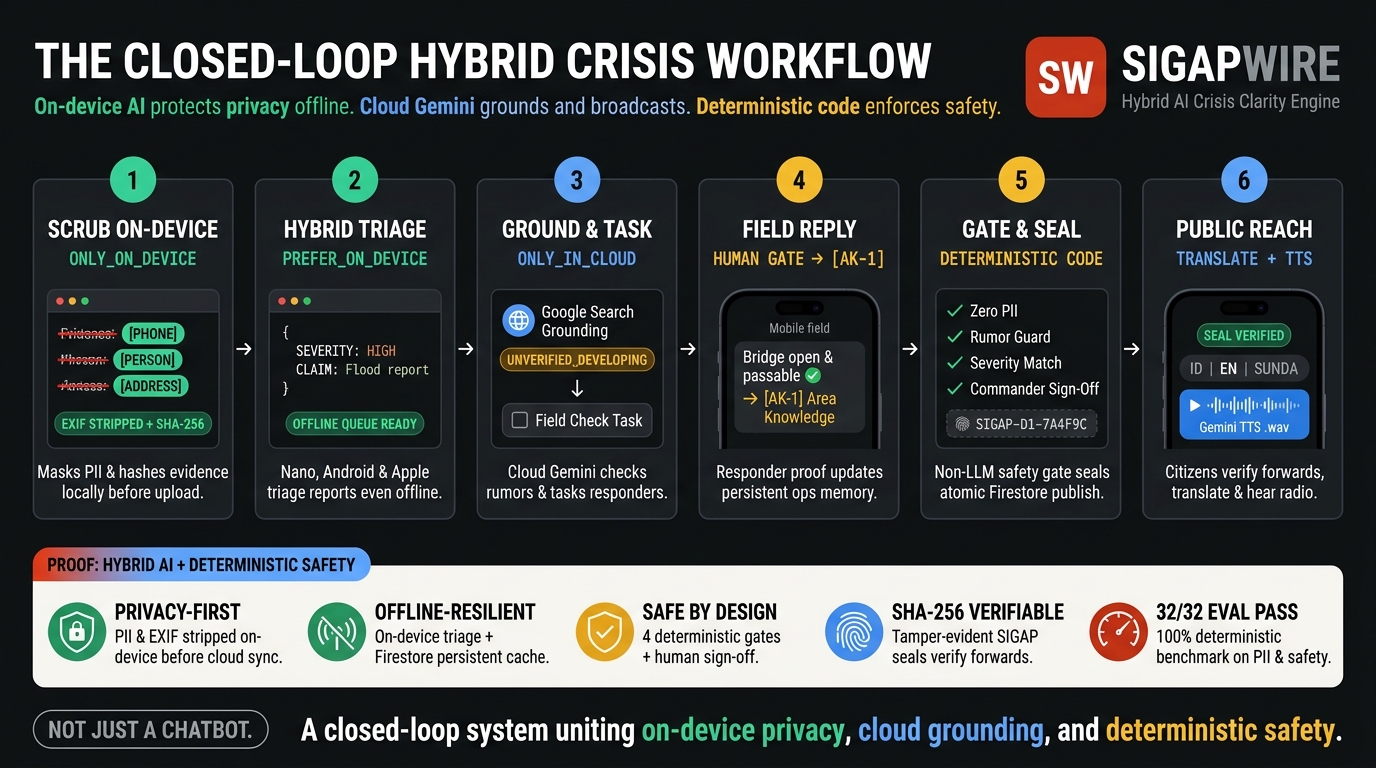 THE CLOSED-LOOP HYBRID CRISIS WORKFLOW
On-device AI protects privacy offline. Cloud Gemini grounds and broadcasts. Deterministic code enforces safety.
SW
SIGAPWIRE
Hybrid AI Crisis Clarity Engine
1
SCRUB ON-DEVICE
ONLY_ON_DEVICE
[PHONE]
[PERSON]
[ADDRESS]
EXIF STRIPPED + SHA-256
Masks PII & hashes evidence
locally before upload.
2
HYBRID TRIAGE
PREFER_ON_DEVICE
{
SEVERITY: HIGH
CLAIM: Flood report
}
OFFLINE QUEUE READY
Nano, Android & Apple
triage reports even offline.
3
GROUND & TASK
ONLY_IN_CLOUD
Google Search
Grounding
UNVERIFIED_DEVELOPING
↓
Field Check Task
Cloud Gemini checks
rumors & tasks responders.
4
FIELD REPLY
HUMAN GATE → [AK-1]
Mobile field
Bridge open &
passable ✅
→ [AK-1] Area
Knowledge
Responder proof updates
persistent ops memory.
5
GATE & SEAL
DETERMINISTIC CODE
✓ Zero PII
✓ Rumor Guard
✓ Severity Match
✓ Commander Sign-Off
SIGAP-D1-7A4F9C
Non-LLM safety gate seals
atomic Firestore publish.
6
PUBLIC REACH
TRANSLATE + TTS
SEAL VERIFIED
ID | EN | SUNDA
Gemini TTS .wav
Citizens verify forwards,
translate & hear radio.
PROOF: HYBRID AI + DETERMINISTIC SAFETY
PRIVACY-FIRST
PII & EXIF stripped on-
device before cloud sync.
OFFLINE-RESILIENT
On-device triage +
Firestore persistent cache.
SAFE BY DESIGN
4 deterministic gates
+ human sign-off.
SHA-256 VERIFIABLE
Tamper-evident SIGAP
seals verify forwards.
32/32 EVAL PASS
100% deterministic
benchmark on PII & safety.
NOT JUST A CHATBOT.
A closed-loop system uniting on-device privacy, cloud grounding, and deterministic safety.